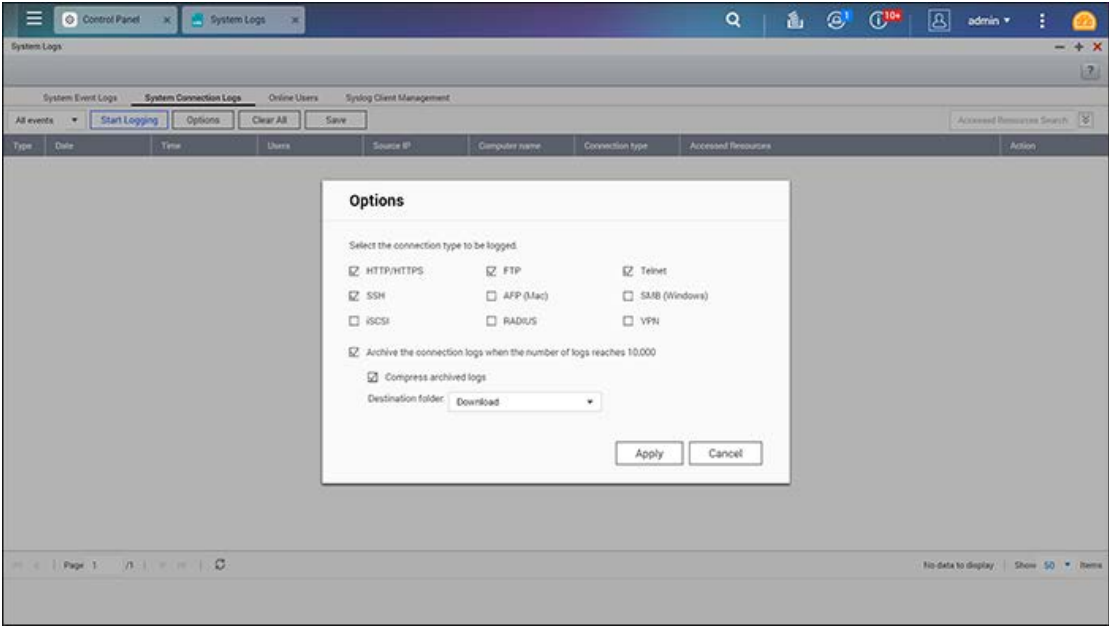 Control Panel × System Logs × 1 10+ admin
System Logs
?
System Event Logs System Connection Logs Online Users Syslog Client Management
All events Start Logging Options Clear All Save Accessed Resources Search
Type Date Time Users Source IP Computer name Connection type Accessed Resources Action
Options
Select the connection type to be logged.
HTTP/HTTPS FTP Telnet
SSH AFP (Mac) SMB (Windows)
iSCSI RADIUS VPN
Archive the connection logs when the number of logs reaches 10,000
Compress archived logs
Destination folder: Download
Apply Cancel
Page 1 /1 No data to display Show 50 Items